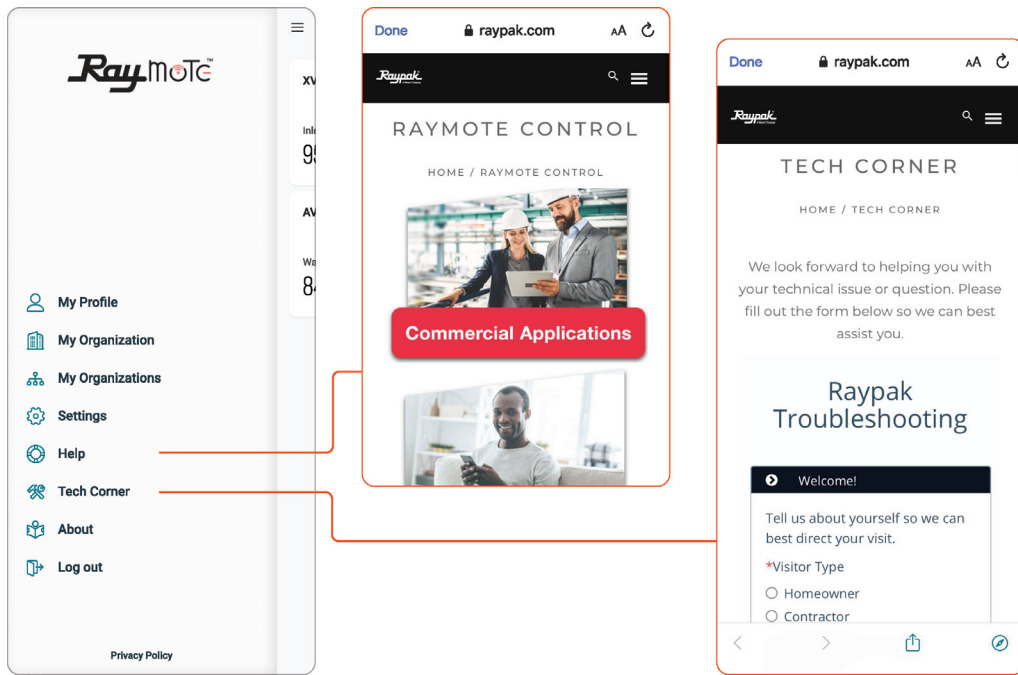 RayMOTE™
My Profile
My Organization
My Organizations
Settings
Help
Tech Corner
About
Log out
Privacy Policy
XV
Inle
AV
Wa
Done
raypak.com
AA
Raypak
RAYMOTE CONTROL
HOME / RAYMOTE CONTROL
Commercial Applications
Done
raypak.com
AA
Raypak
TECH CORNER
HOME / TECH CORNER
We look forward to helping you with
your technical issue or question. Please
fill out the form below so we can best
assist you.
Raypak
Troubleshooting
Welcome!
Tell us about yourself so we can
best direct your visit.
*Visitor Type
Homeowner
Contractor